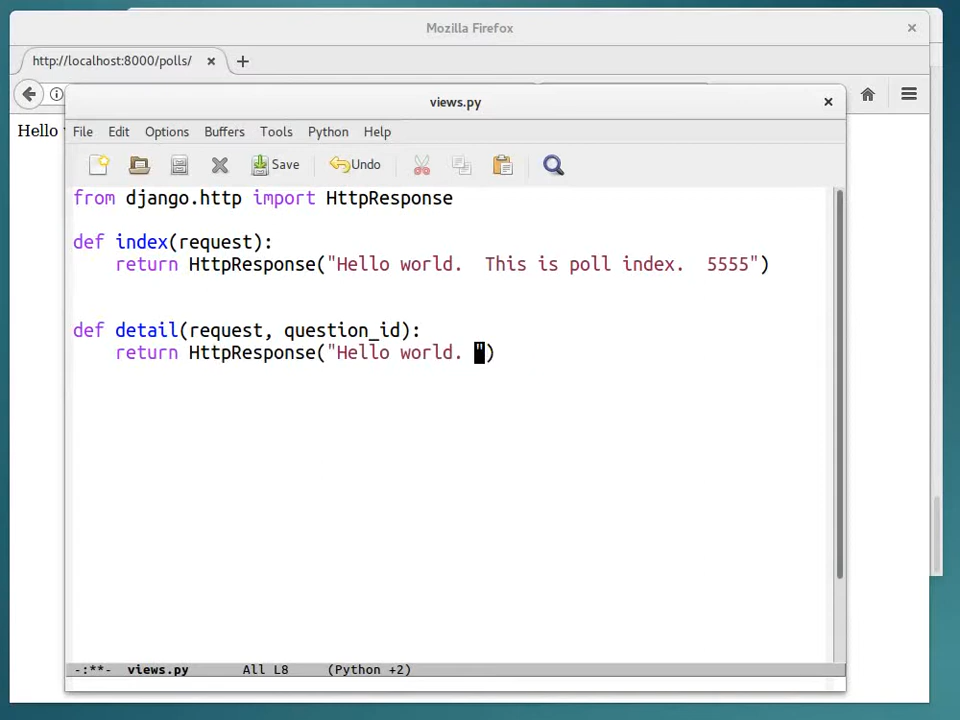 Mozilla Firefox
http://localhost:8000/polls/
Hello
views.py
File Edit Options Buffers Tools Python Help
Save Undo
from django.http import HttpResponse
def index(request):
    return HttpResponse("Hello world.  This is poll index.  5555")
def detail(request, question_id):
    return HttpResponse("Hello world. ")
-:**-  views.py      All L8    (Python +2)